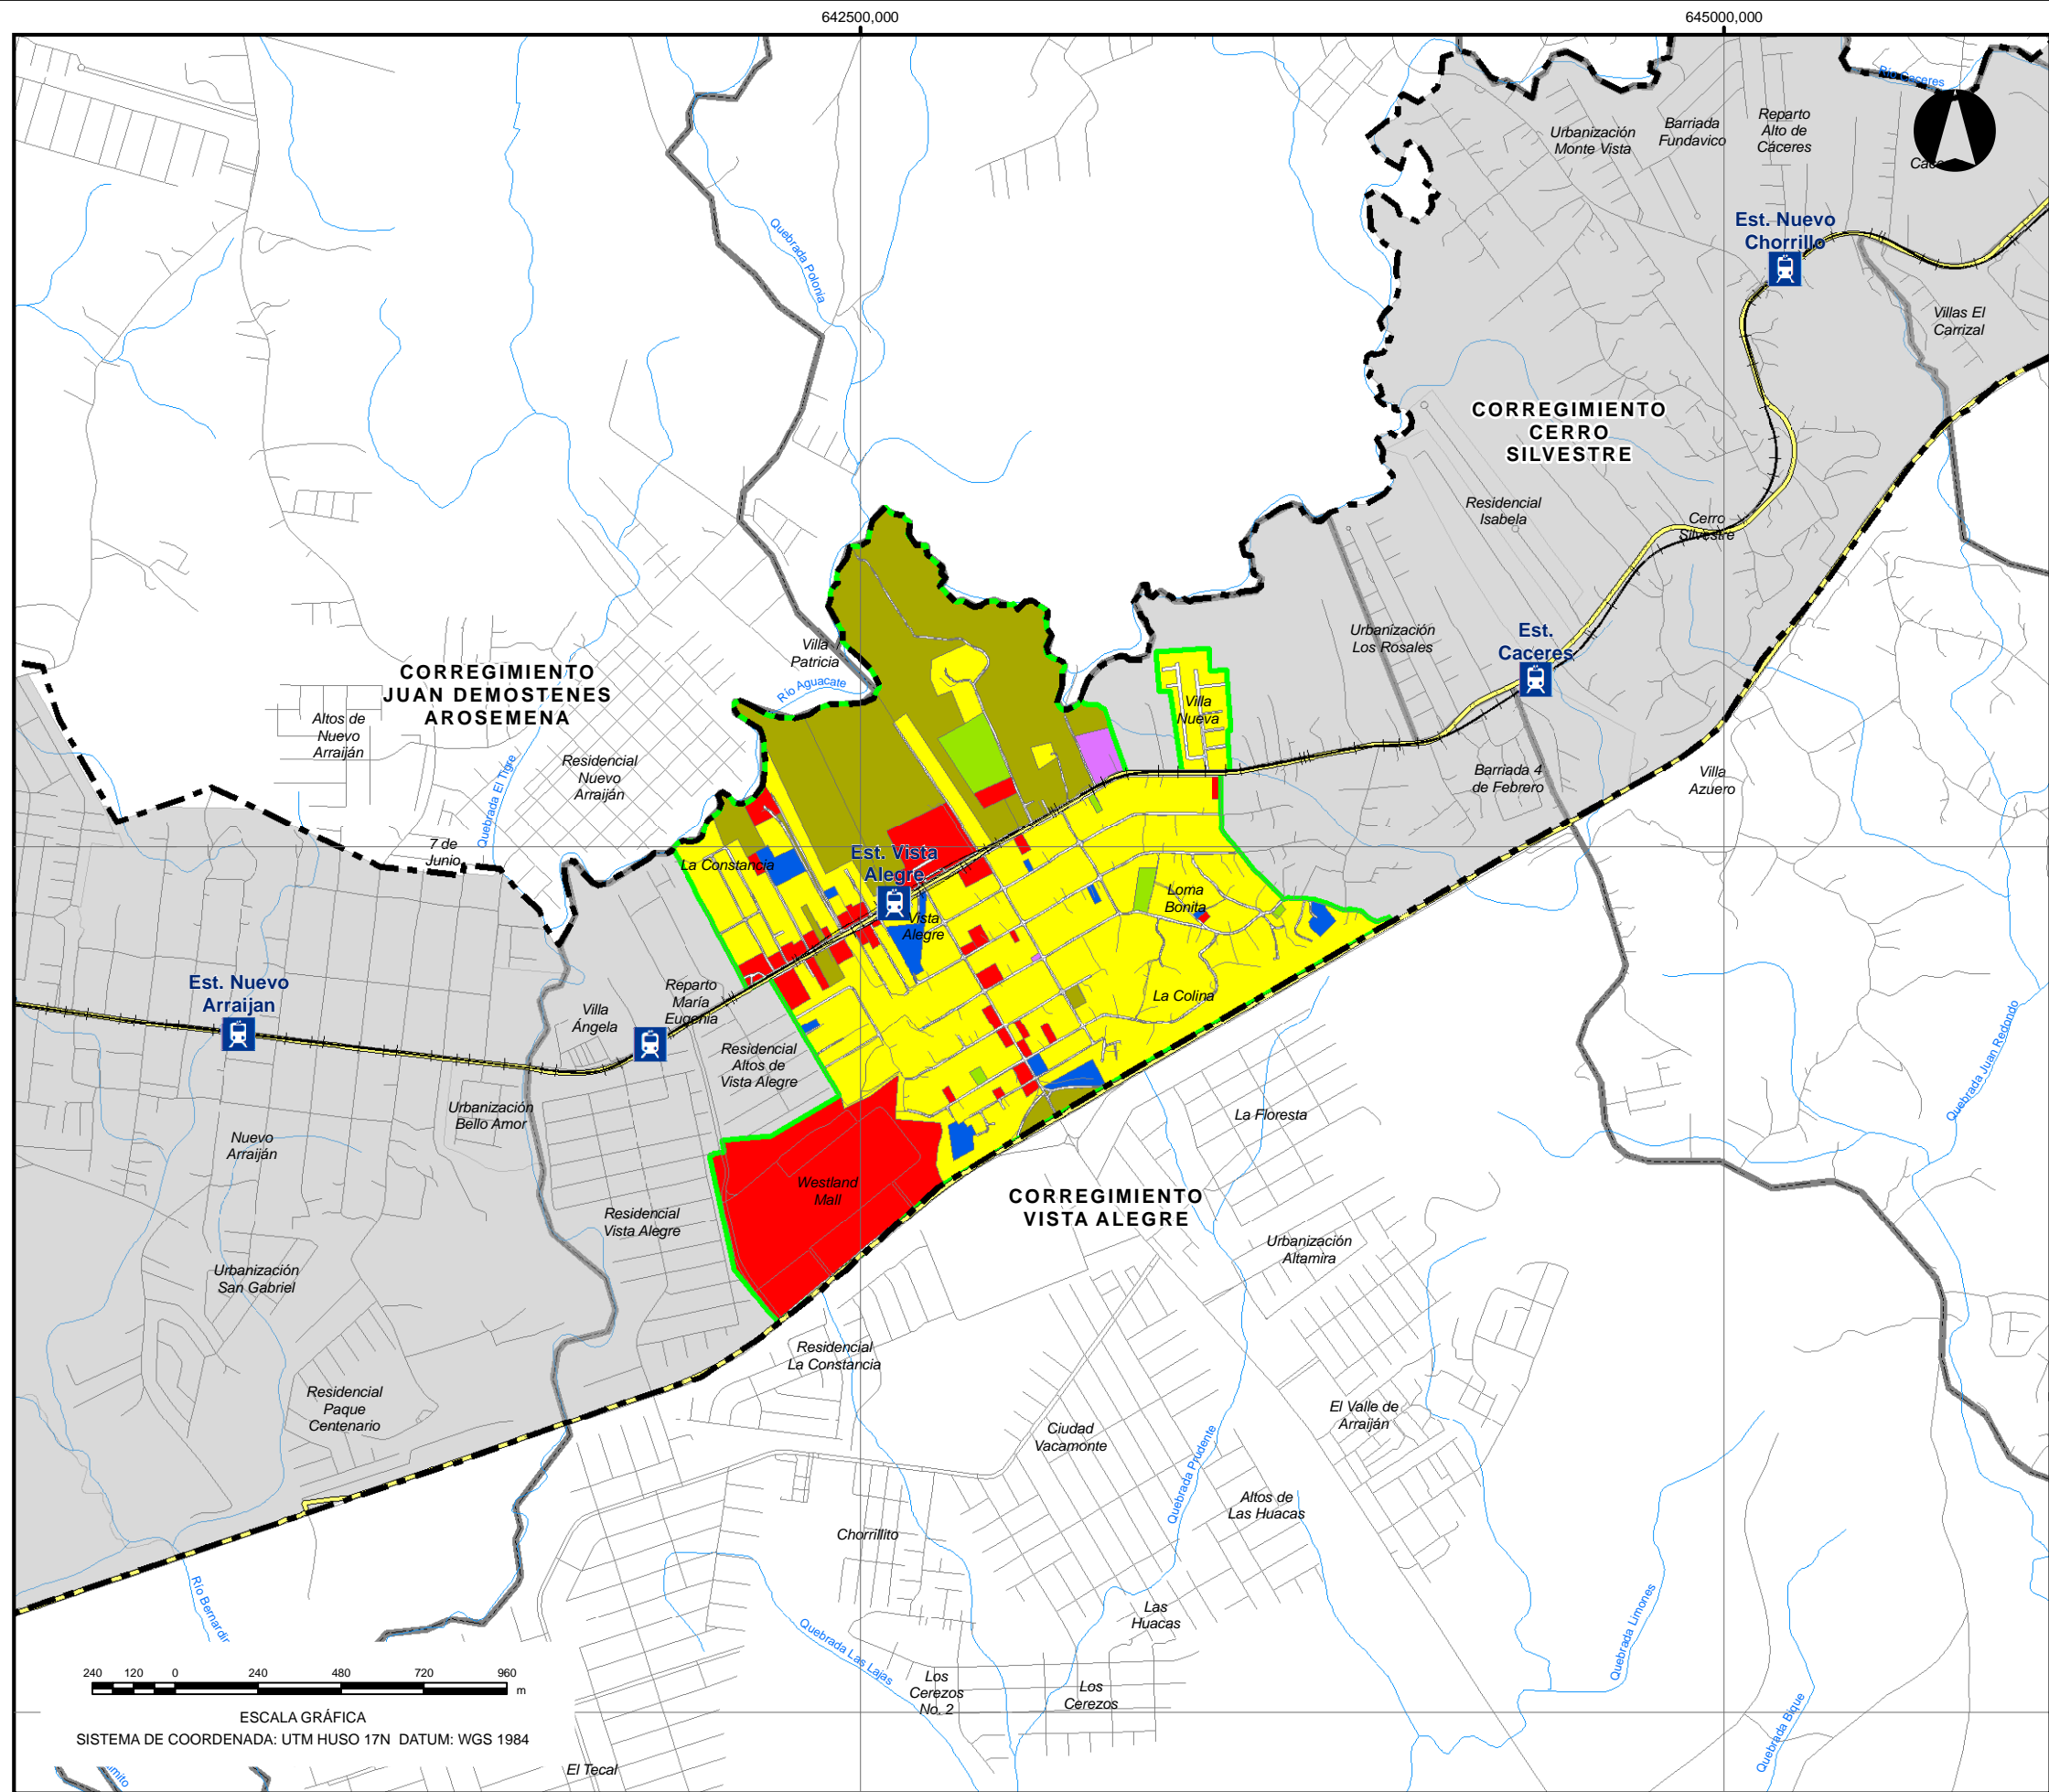 642500,000
645000,000
Río Caceres
Urbanización
Monte Vista
Barriada
Fundavico
Reparto
Alto de
Cáceres
Est. Nuevo
Chorrillo
Quebrada Polonia
Villas El
Carrizal
CORREGIMIENTO
CERRO
SILVESTRE
Residencial
Isabela
Cerro
Silvestre
Urbanización
Los Rosales
Est.
Caceres
Villa
Patricia
Río Aguacate
CORREGIMIENTO
JUAN DEMOSTENES
AROSEMENA
Altos de
Nuevo
Arraiján
Residencial
Nuevo
Arraiján
Quebrada El Tigre
7 de
Junio
Villa
Nueva
Barriada 4
de Febrero
Villa
Azuero
La Constancia
Est. Vista
Alegre
Vista
Alegre
Loma
Bonita
La Colina
Est. Nuevo
Arraijan
Villa
Ángela
Reparto
María
Eugenia
Residencial
Altos de
Vista Alegre
Urbanización
Bello Amor
Nuevo
Arraiján
La Floresta
Quebrada Juan Redondo
Westland
Mall
CORREGIMIENTO
VISTA ALEGRE
Residencial
Vista Alegre
Urbanización
Altamira
Urbanización
San Gabriel
Residencial
La Constancia
Residencial
Paque
Centenario
Ciudad
Vacamonte
El Valle de
Arraiján
Quebrada Prudente
Altos de
Las Huacas
Chorrillito
Río Bernardin
Las
Huacas
Quebrada Las Lajas
Quebrada Limones
Los
Cerezos
No. 2
Los
Cerezos
Quebrada Bique
240 120 0 240 480 720 960
m
ESCALA GRÁFICA
SISTEMA DE COORDENADA: UTM HUSO 17N DATUM: WGS 1984
El Tecal